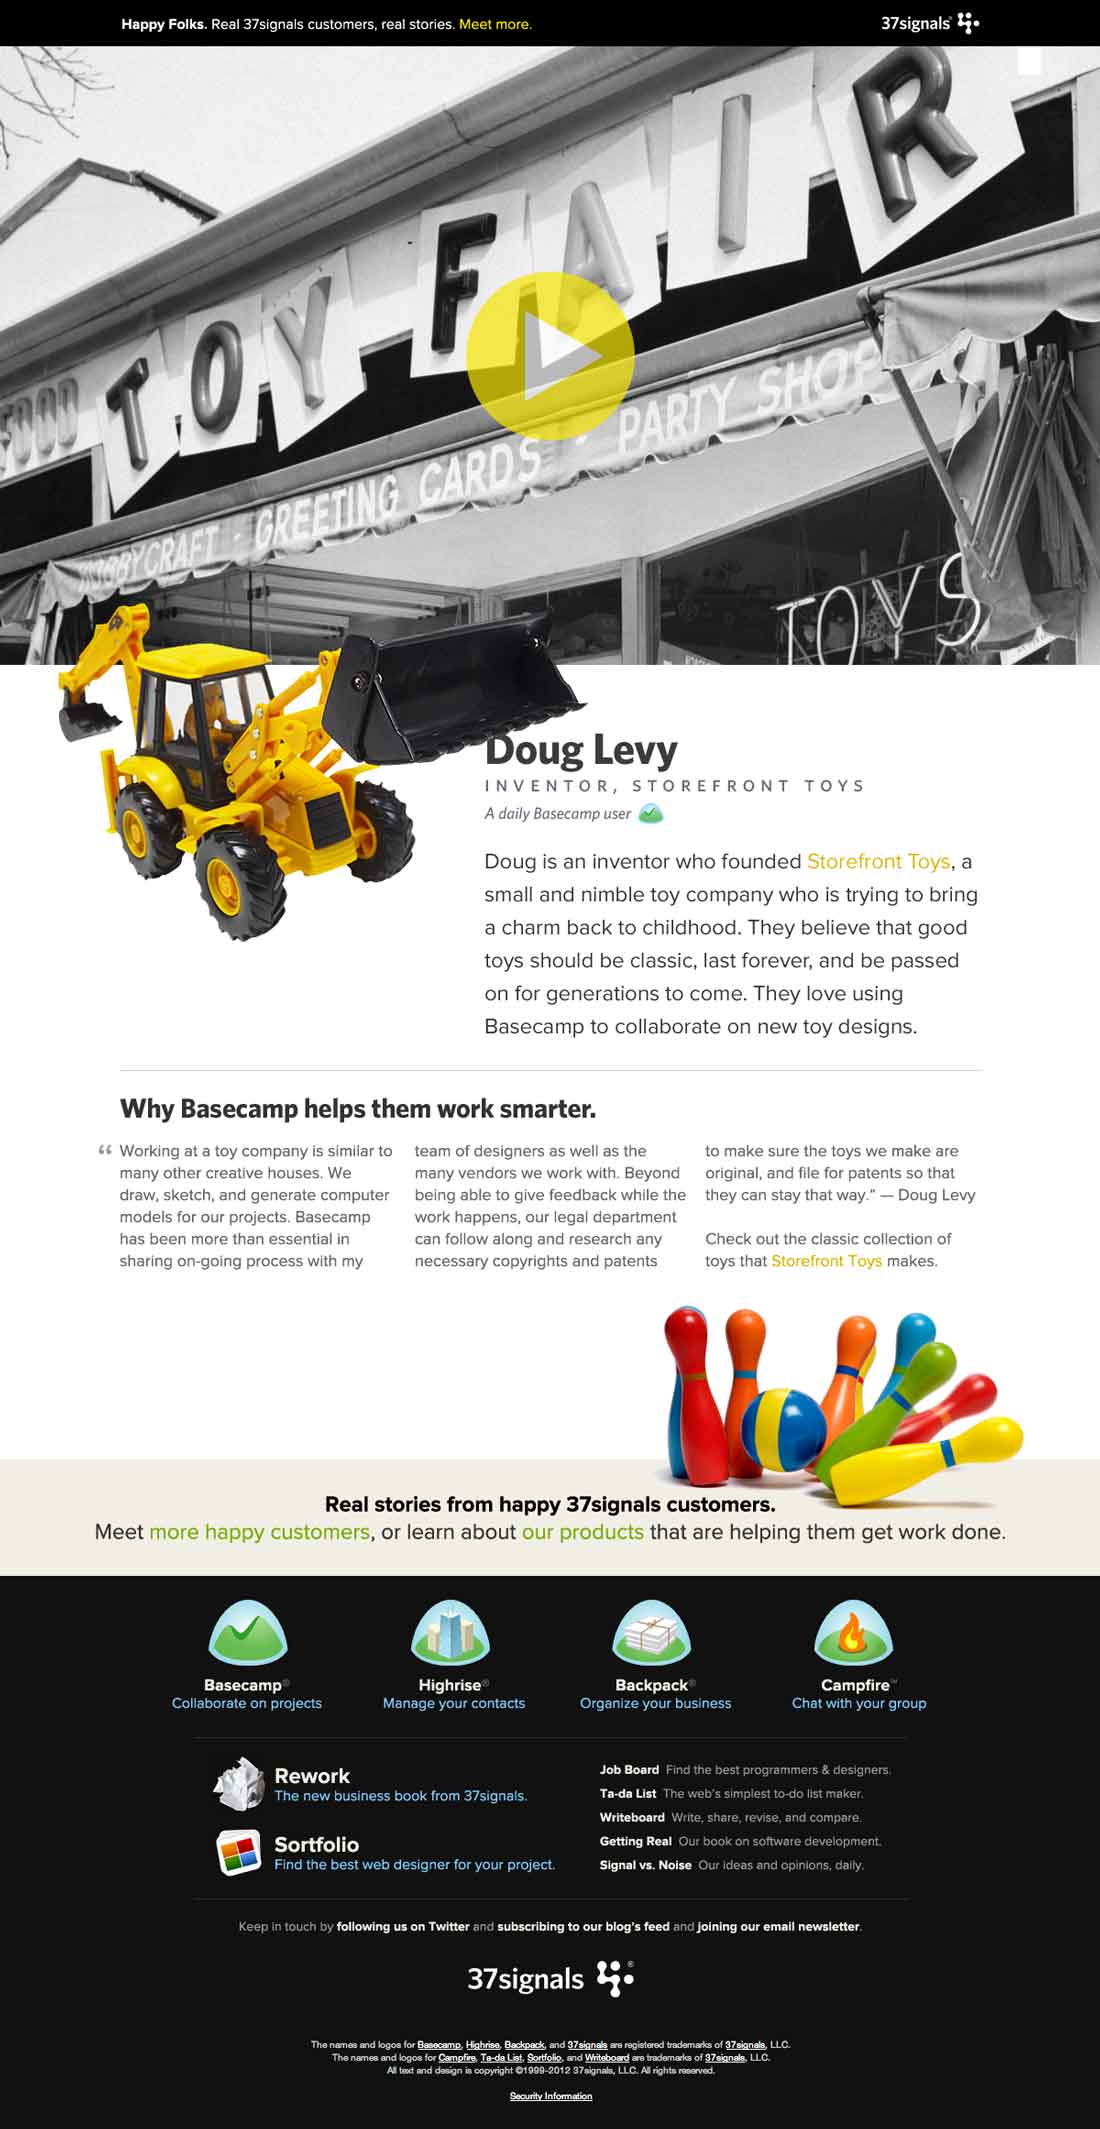 Happy Folks. Real 37signals customers, real stories. Meet more.
37signals®
TOY FAIR
FOOD
HOBBYCRAFT · GREETING CARDS · PARTY SHOP
TOYS
Doug Levy
INVENTOR, STOREFRONT TOYS
A daily Basecamp user
Doug is an inventor who founded Storefront Toys, a
small and nimble toy company who is trying to bring
a charm back to childhood. They believe that good
toys should be classic, last forever, and be passed
on for generations to come. They love using
Basecamp to collaborate on new toy designs.
Why Basecamp helps them work smarter.
“ Working at a toy company is similar to
many other creative houses. We
draw, sketch, and generate computer
models for our projects. Basecamp
has been more than essential in
sharing on-going process with my
team of designers as well as the
many vendors we work with. Beyond
being able to give feedback while the
work happens, our legal department
can follow along and research any
necessary copyrights and patents
to make sure the toys we make are
original, and file for patents so that
they can stay that way.” — Doug Levy
Check out the classic collection of
toys that Storefront Toys makes.
Real stories from happy 37signals customers.
Meet more happy customers, or learn about our products that are helping them get work done.
Basecamp®
Collaborate on projects
Highrise®
Manage your contacts
Backpack®
Organize your business
Campfire™
Chat with your group
Rework
The new business book from 37signals.
Sortfolio
Find the best web designer for your project.
Job Board Find the best programmers & designers.
Ta-da List The web's simplest to-do list maker.
Writeboard Write, share, revise, and compare.
Getting Real Our book on software development.
Signal vs. Noise Our ideas and opinions, daily.
Keep in touch by following us on Twitter and subscribing to our blog's feed and joining our email newsletter.
37signals®
The names and logos for Basecamp, Highrise, Backpack, and 37signals are registered trademarks of 37signals, LLC.
The names and logos for Campfire, Ta-da List, Sortfolio, and Writeboard are trademarks of 37signals, LLC.
All text and design is copyright ©1999-2012 37signals, LLC. All rights reserved.
Security Information